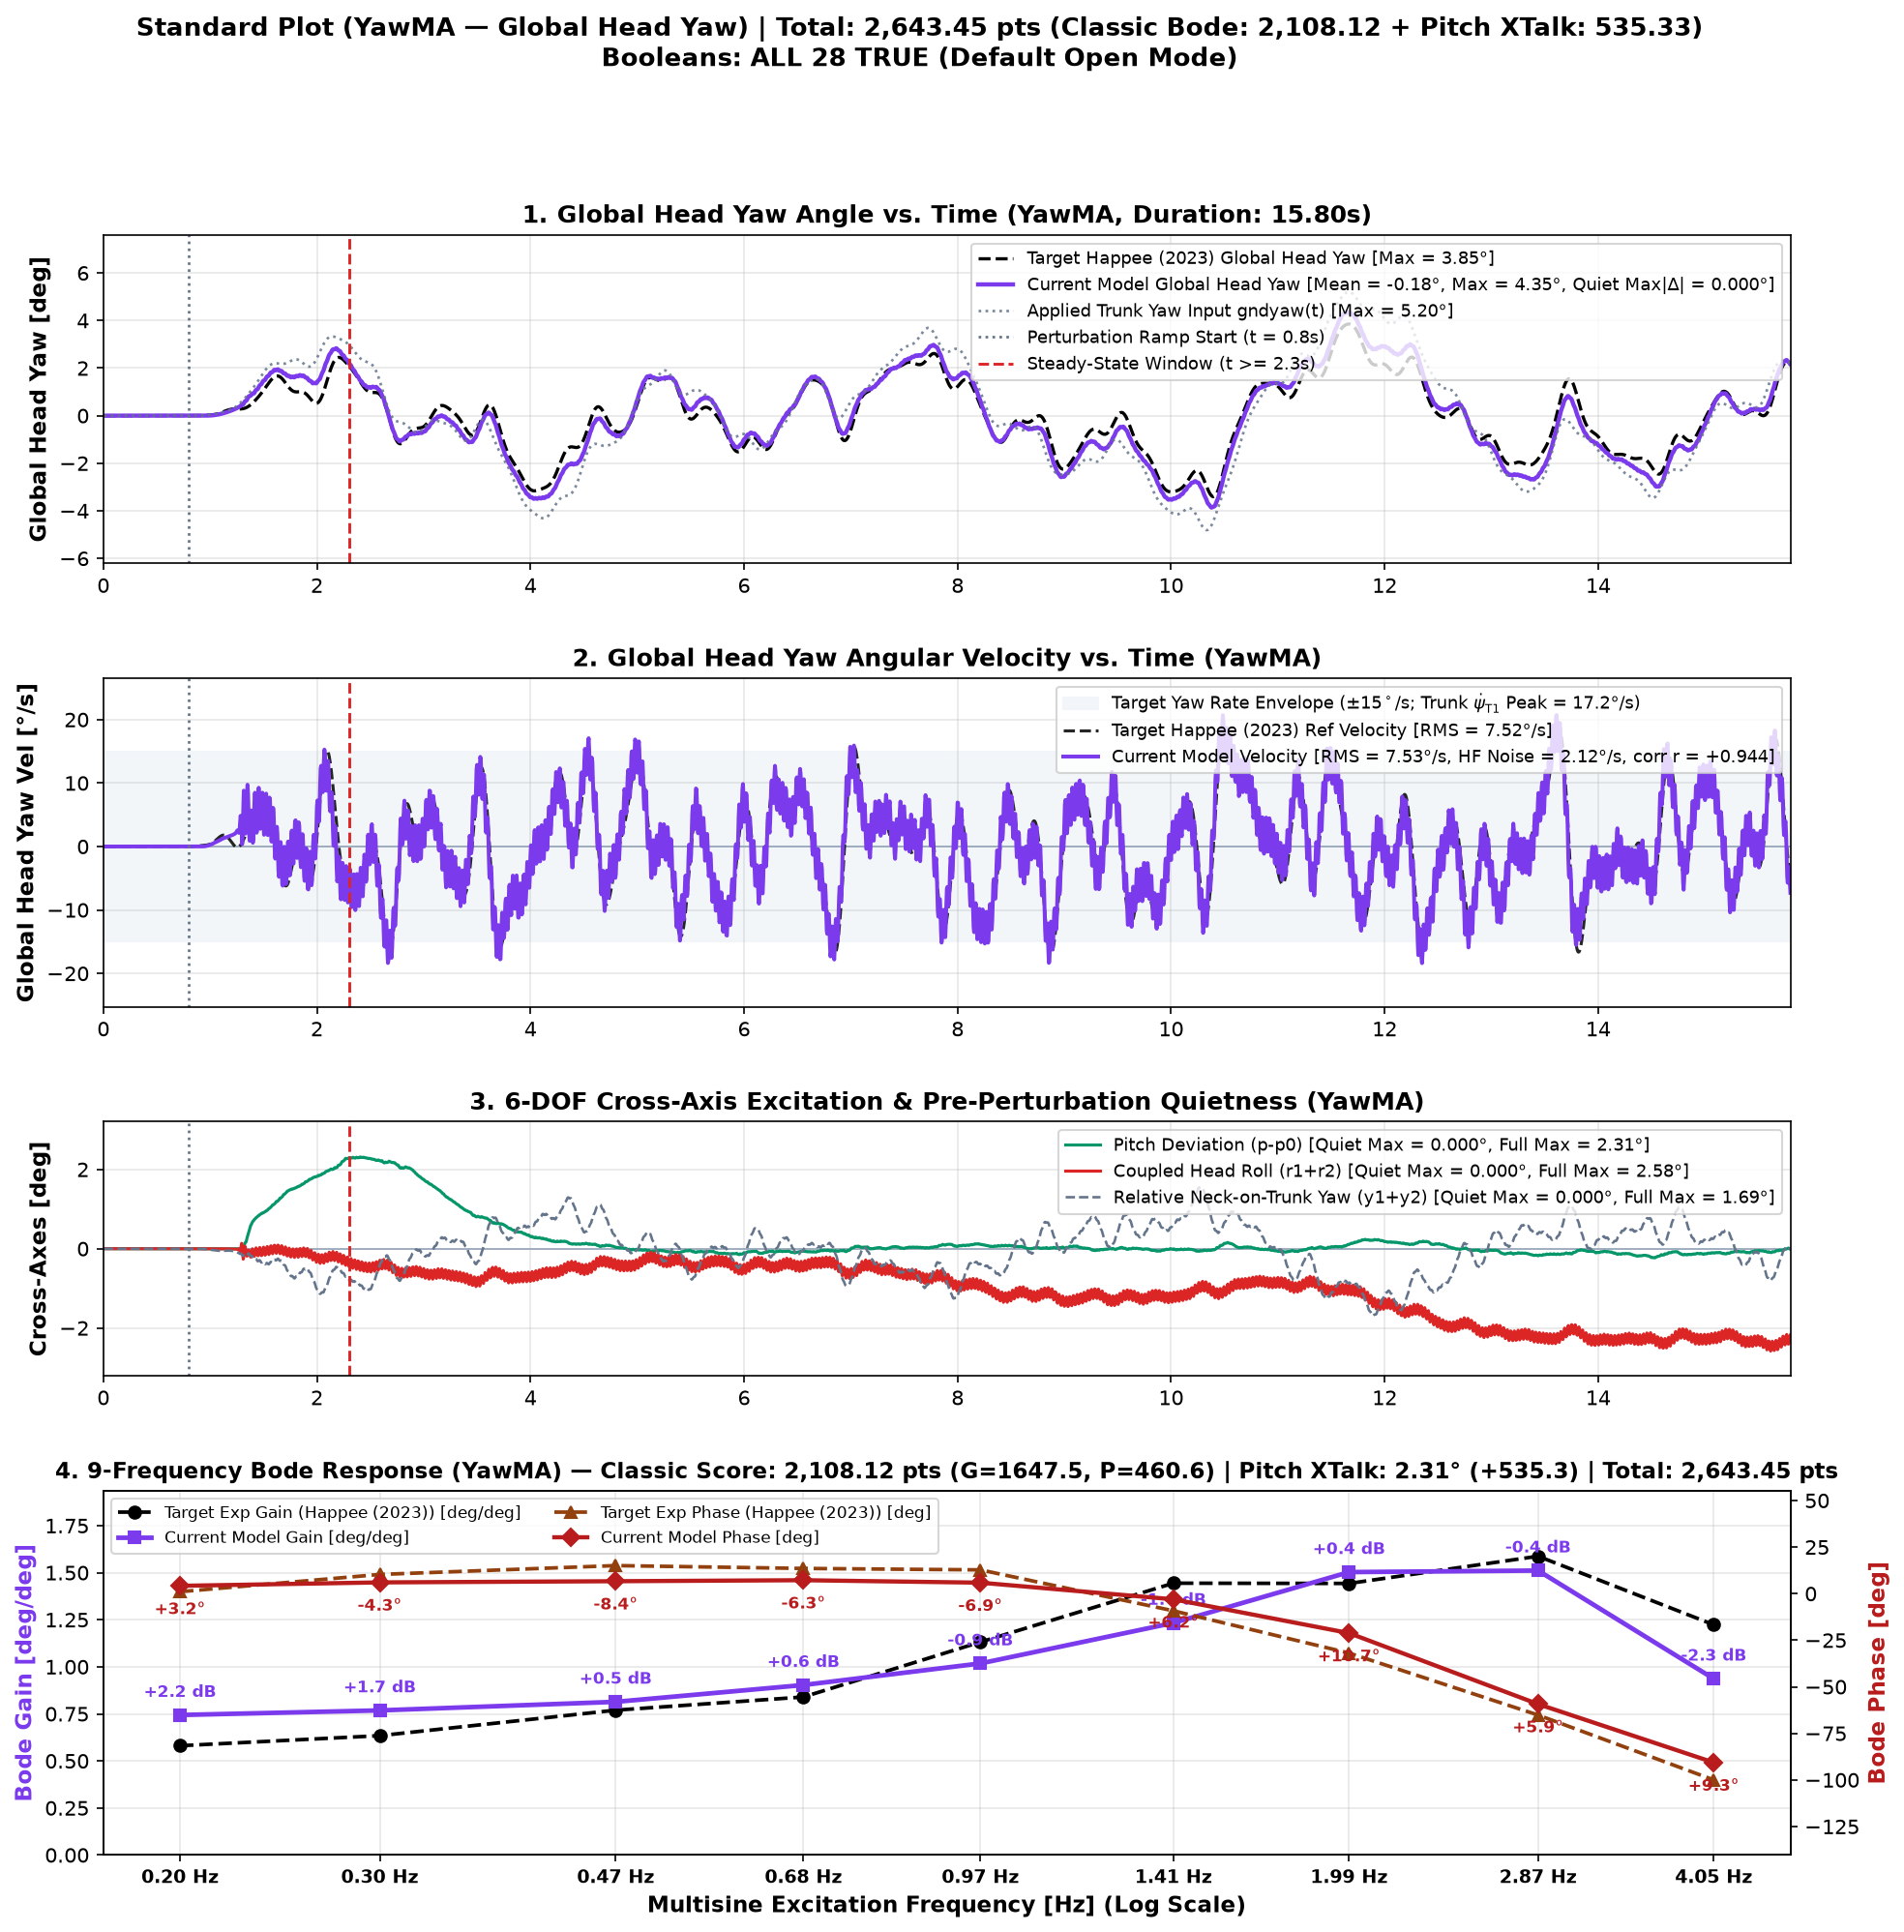 Standard Plot (YawMA — Global Head Yaw) | Total: 2,643.45 pts (Classic Bode: 2,108.12 + Pitch XTalk: 535.33)
Booleans: ALL 28 TRUE (Default Open Mode)
1. Global Head Yaw Angle vs. Time (YawMA, Duration: 15.80s)
Global Head Yaw [deg]
6
4
2
0
−2
−4
−6
Target Happee (2023) Global Head Yaw [Max = 3.85°]
Current Model Global Head Yaw [Mean = -0.18°, Max = 4.35°, Quiet Max|Δ| = 0.000°]
Applied Trunk Yaw Input gndyaw(t) [Max = 5.20°]
Perturbation Ramp Start (t = 0.8s)
Steady-State Window (t >= 2.3s)
0 2 4 6 8 10 12 14
2. Global Head Yaw Angular Velocity vs. Time (YawMA)
Global Head Yaw Vel [°/s]
20
10
0
−10
−20
Target Yaw Rate Envelope (±15°/s; Trunk ψ̇T1 Peak = 17.2°/s)
Target Happee (2023) Ref Velocity [RMS = 7.52°/s]
Current Model Velocity [RMS = 7.53°/s, HF Noise = 2.12°/s, corr r = +0.944]
0 2 4 6 8 10 12 14
3. 6-DOF Cross-Axis Excitation & Pre-Perturbation Quietness (YawMA)
Cross-Axes [deg]
2
0
−2
Pitch Deviation (p-p0) [Quiet Max = 0.000°, Full Max = 2.31°]
Coupled Head Roll (r1+r2) [Quiet Max = 0.000°, Full Max = 2.58°]
Relative Neck-on-Trunk Yaw (y1+y2) [Quiet Max = 0.000°, Full Max = 1.69°]
0 2 4 6 8 10 12 14
4. 9-Frequency Bode Response (YawMA) — Classic Score: 2,108.12 pts (G=1647.5, P=460.6) | Pitch XTalk: 2.31° (+535.3) | Total: 2,643.45 pts
Bode Gain [deg/deg]
1.75
1.50
1.25
1.00
0.75
0.50
0.25
0.00
Target Exp Gain (Happee (2023)) [deg/deg]
Current Model Gain [deg/deg]
Target Exp Phase (Happee (2023)) [deg]
Current Model Phase [deg]
+2.2 dB +1.7 dB +0.5 dB +0.6 dB -0.9 dB dB +0.4 dB -0.4 dB -2.3 dB
+3.2° -4.3° -8.4° -6.3° -6.9° +5.9° +9.3°
50
25
0
−25
−50
−75
−100
−125
Bode Phase [deg]
0.20 Hz 0.30 Hz 0.47 Hz 0.68 Hz 0.97 Hz 1.41 Hz 1.99 Hz 2.87 Hz 4.05 Hz
Multisine Excitation Frequency [Hz] (Log Scale)